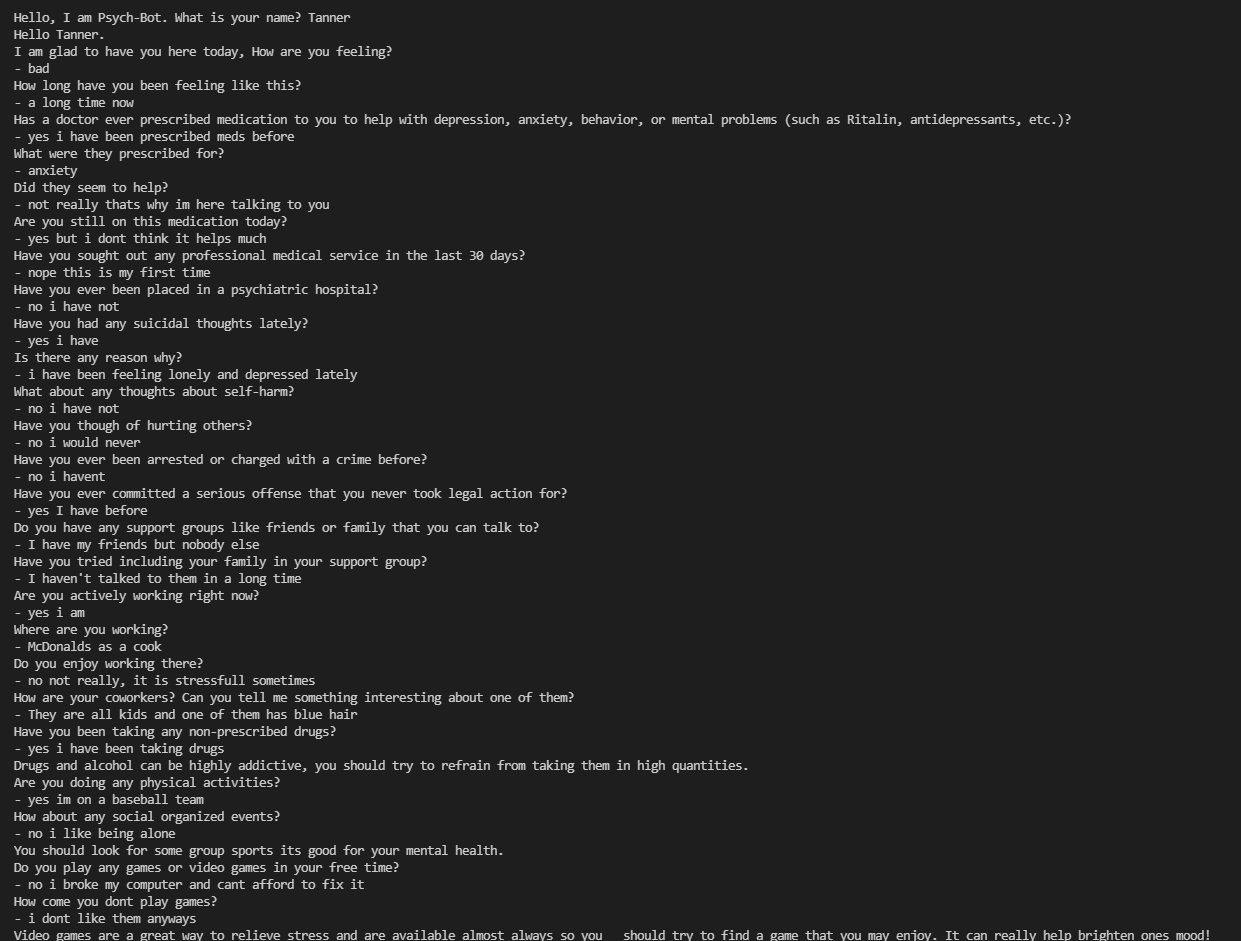 Hello, I am Psych-Bot. What is your name? Tanner
Hello Tanner.
I am glad to have you here today, How are you feeling?
- bad
How long have you been feeling like this?
- a long time now
Has a doctor ever prescribed medication to you to help with depression, anxiety, behavior, or mental problems (such as Ritalin, antidepressants, etc.)?
- yes i have been prescribed meds before
What were they prescribed for?
- anxiety
Did they seem to help?
- not really thats why im here talking to you
Are you still on this medication today?
- yes but i dont think it helps much
Have you sought out any professional medical service in the last 30 days?
- nope this is my first time
Have you ever been placed in a psychiatric hospital?
- no i have not
Have you had any suicidal thoughts lately?
- yes i have
Is there any reason why?
- i have been feeling lonely and depressed lately
What about any thoughts about self-harm?
- no i have not
Have you though of hurting others?
- no i would never
Have you ever been arrested or charged with a crime before?
- no i havent
Have you ever committed a serious offense that you never took legal action for?
- yes I have before
Do you have any support groups like friends or family that you can talk to?
- I have my friends but nobody else
Have you tried including your family in your support group?
- I haven't talked to them in a long time
Are you actively working right now?
- yes i am
Where are you working?
- McDonalds as a cook
Do you enjoy working there?
- no not really, it is stressfull sometimes
How are your coworkers? Can you tell me something interesting about one of them?
- They are all kids and one of them has blue hair
Have you been taking any non-prescribed drugs?
- yes i have been taking drugs
Drugs and alcohol can be highly addictive, you should try to refrain from taking them in high quantities.
Are you doing any physical activities?
- yes im on a baseball team
How about any social organized events?
- no i like being alone
You should look for some group sports its good for your mental health.
Do you play any games or video games in your free time?
- no i broke my computer and cant afford to fix it
How come you dont play games?
- i dont like them anyways
Video games are a great way to relieve stress and are available almost always so you   should try to find a game that you may enjoy. It can really help brighten ones mood!